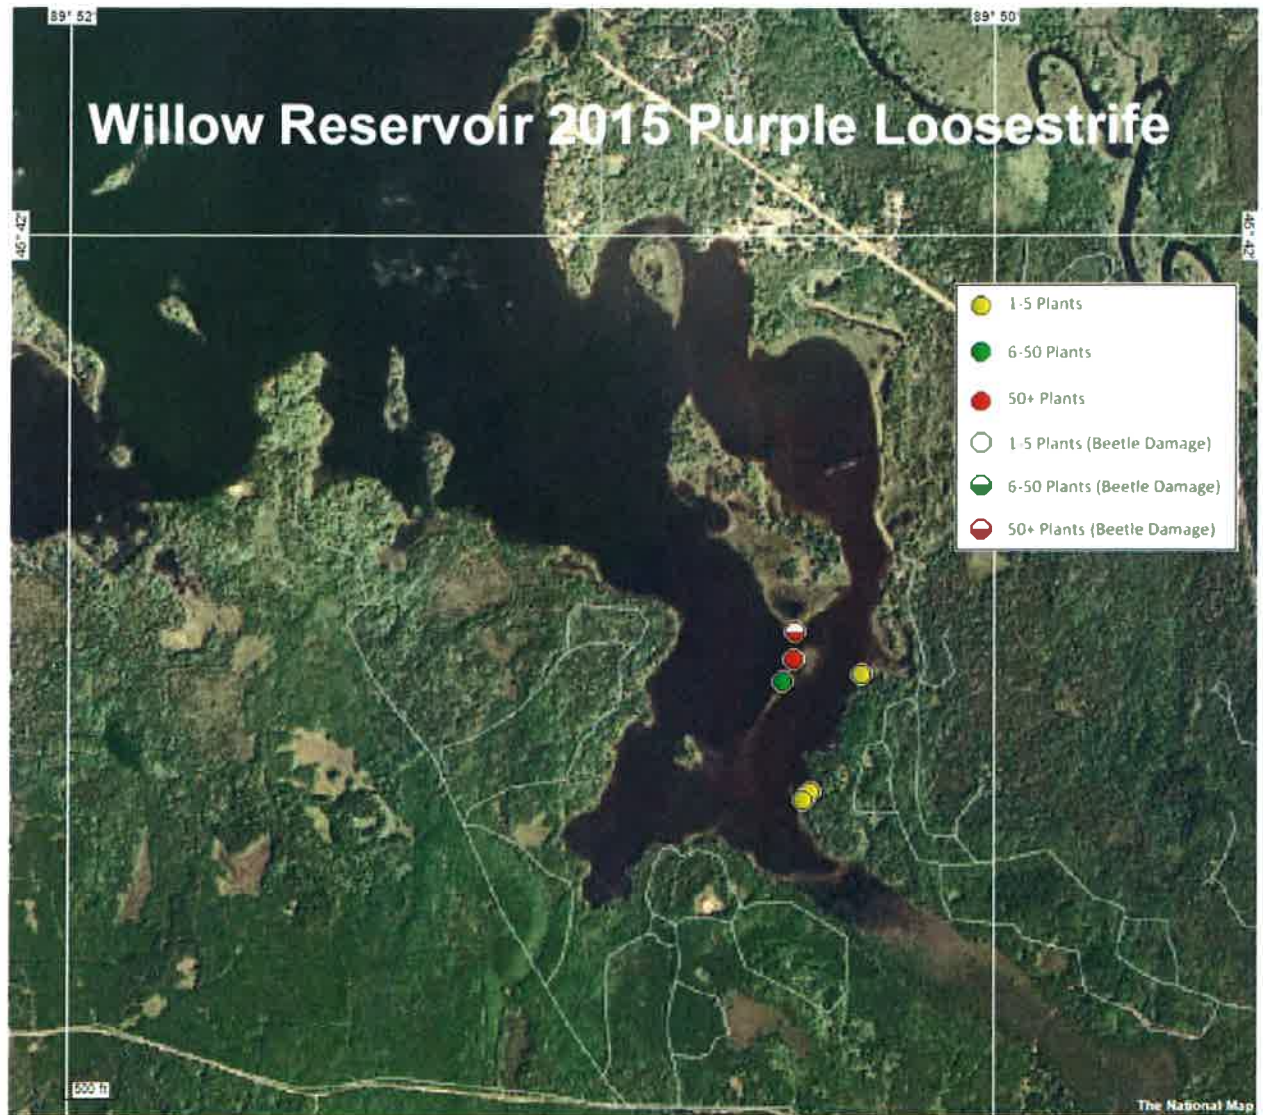 89° 52'
89° 50'
Willow Reservoir 2015 Purple Loosestrife
46° 42'
46° 42'
1-5 Plants
6-50 Plants
50+ Plants
1-5 Plants (Beetle Damage)
6-50 Plants (Beetle Damage)
50+ Plants (Beetle Damage)
500 ft
The National Map